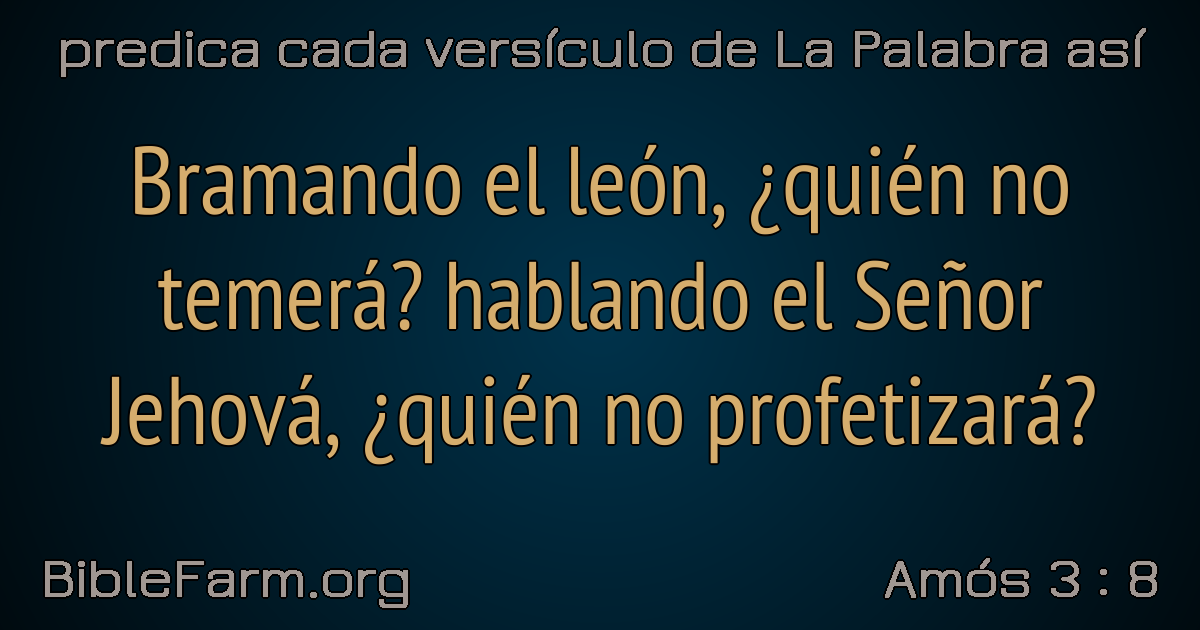 predica cada versículo de La Palabra así
Bramando el león, ¿quién no
temerá? hablando el Señor
Jehová, ¿quién no profetizará?
BibleFarm.org
Amós 3 : 8